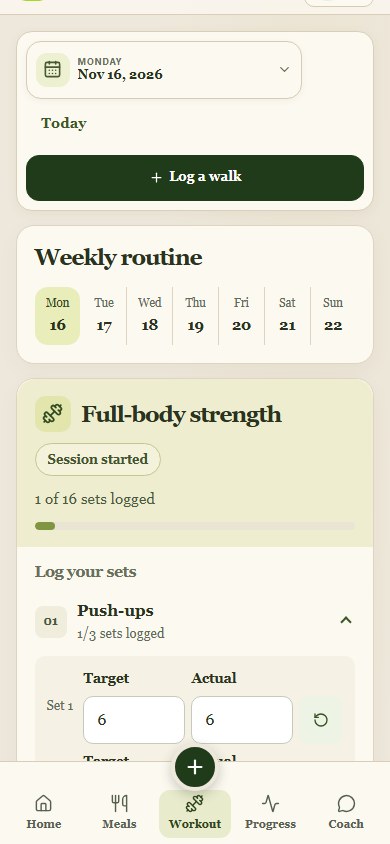 MONDAY
Nov 16, 2026
Today
+ Log a walk
Weekly routine
Mon Tue Wed Thu Fri Sat Sun
16 17 18 19 20 21 22
Full-body strength
Session started
1 of 16 sets logged
Log your sets
01 Push-ups
1/3 sets logged
Target Actual
Set 1 6 6
Target
Home Meals Workout Progress Coach